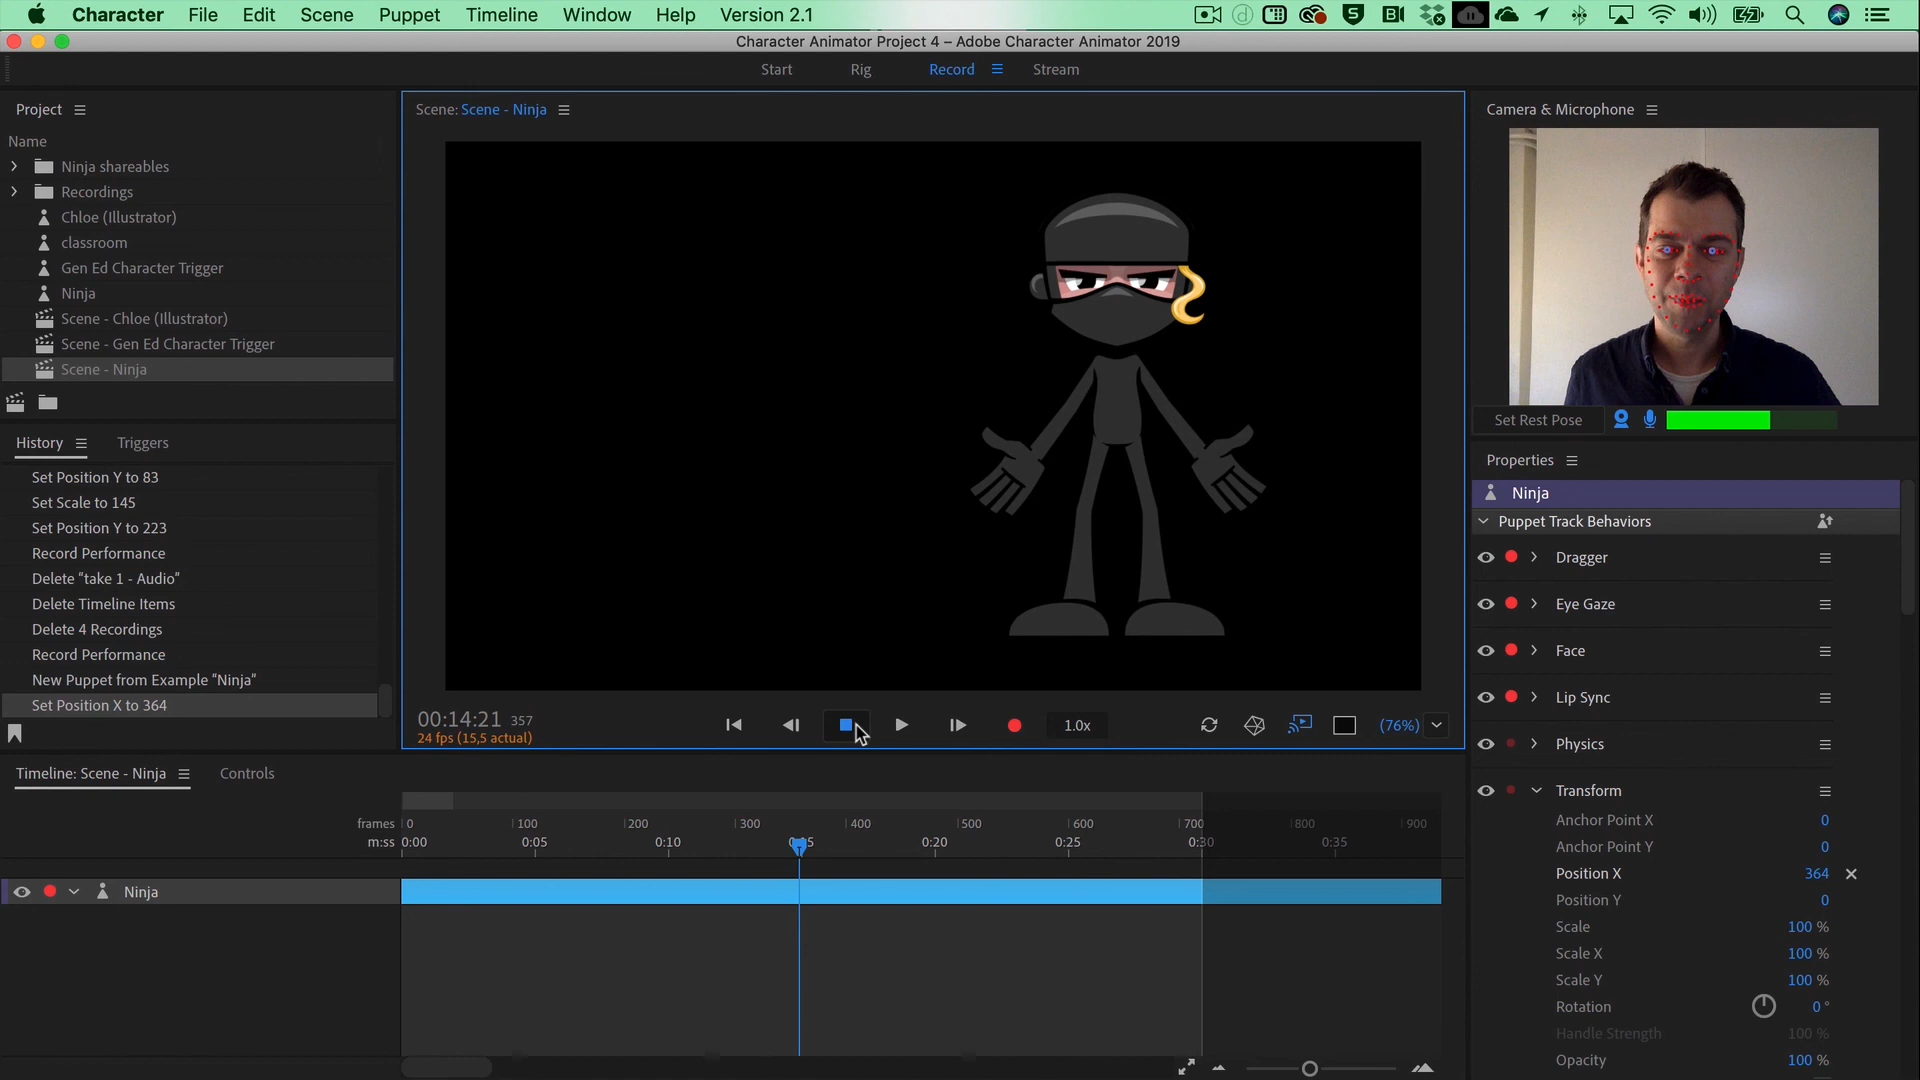 Character File Edit Scene Puppet Timeline Window Help Version 2.1
Character Animator Project 4 – Adobe Character Animator 2019
Start Rig Record Stream
Project
Name
Ninja shareables
Recordings
Chloe (Illustrator)
classroom
Gen Ed Character Trigger
Ninja
Scene - Chloe (Illustrator)
Scene - Gen Ed Character Trigger
Scene - Ninja
History Triggers
Set Position Y to 83
Set Scale to 145
Set Position Y to 223
Record Performance
Delete “take 1 - Audio”
Delete Timeline Items
Delete 4 Recordings
Record Performance
New Puppet from Example “Ninja”
Set Position X to 364
Scene: Scene - Ninja
00:14:21 357
24 fps (15,5 actual)
1.0x
(76%)
Camera & Microphone
Set Rest Pose
Properties
Ninja
Puppet Track Behaviors
Dragger
Eye Gaze
Face
Lip Sync
Physics
Transform
Anchor Point X 0
Anchor Point Y 0
Position X 364
Position Y 0
Scale 100 %
Scale X 100 %
Scale Y 100 %
Rotation 0 °
Handle Strength 100 %
Opacity 100 %
Timeline: Scene - Ninja Controls
frames 0 100 200 300 400 500 600 700 800 900
m:ss 0:00 0:05 0:10 0:20 0:25 0:30 0:35
Ninja